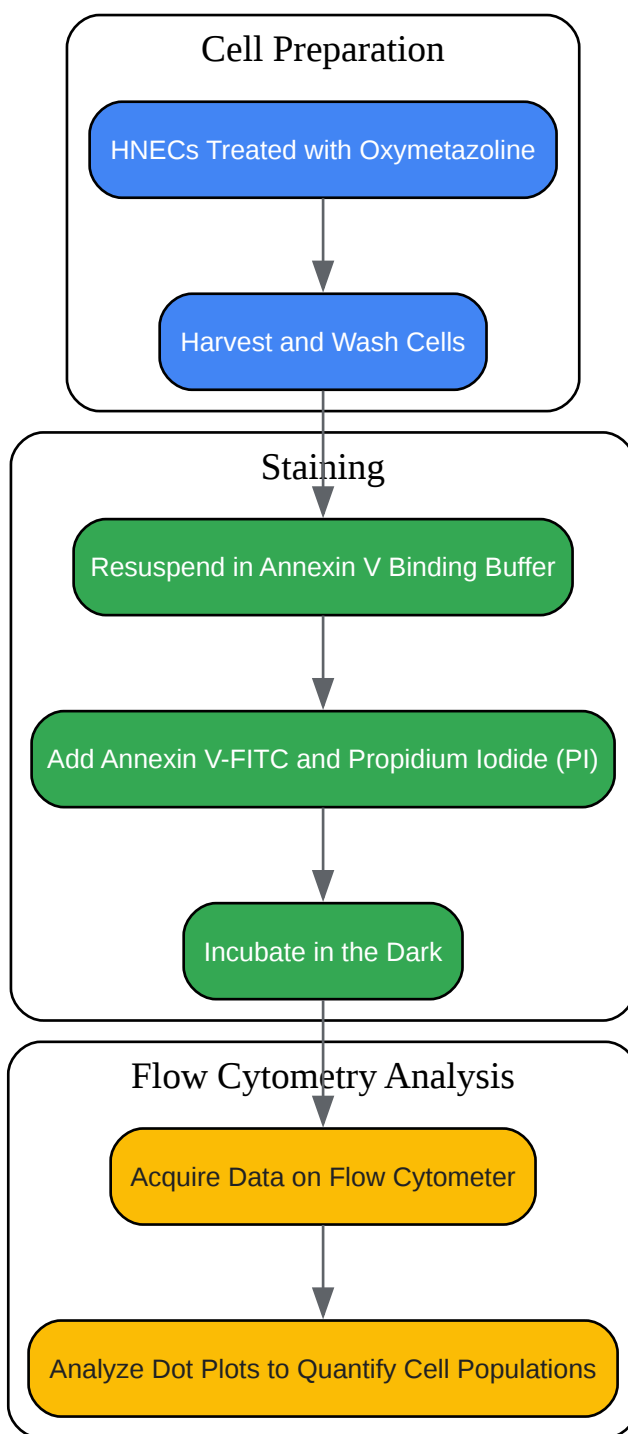 Cell Preparation
HNECs Treated with Oxymetazoline
Harvest and Wash Cells
Staining
Resuspend in Annexin V Binding Buffer
Add Annexin V-FITC and Propidium Iodide (PI)
Incubate in the Dark
Flow Cytometry Analysis
Acquire Data on Flow Cytometer
Analyze Dot Plots to Quantify Cell Populations